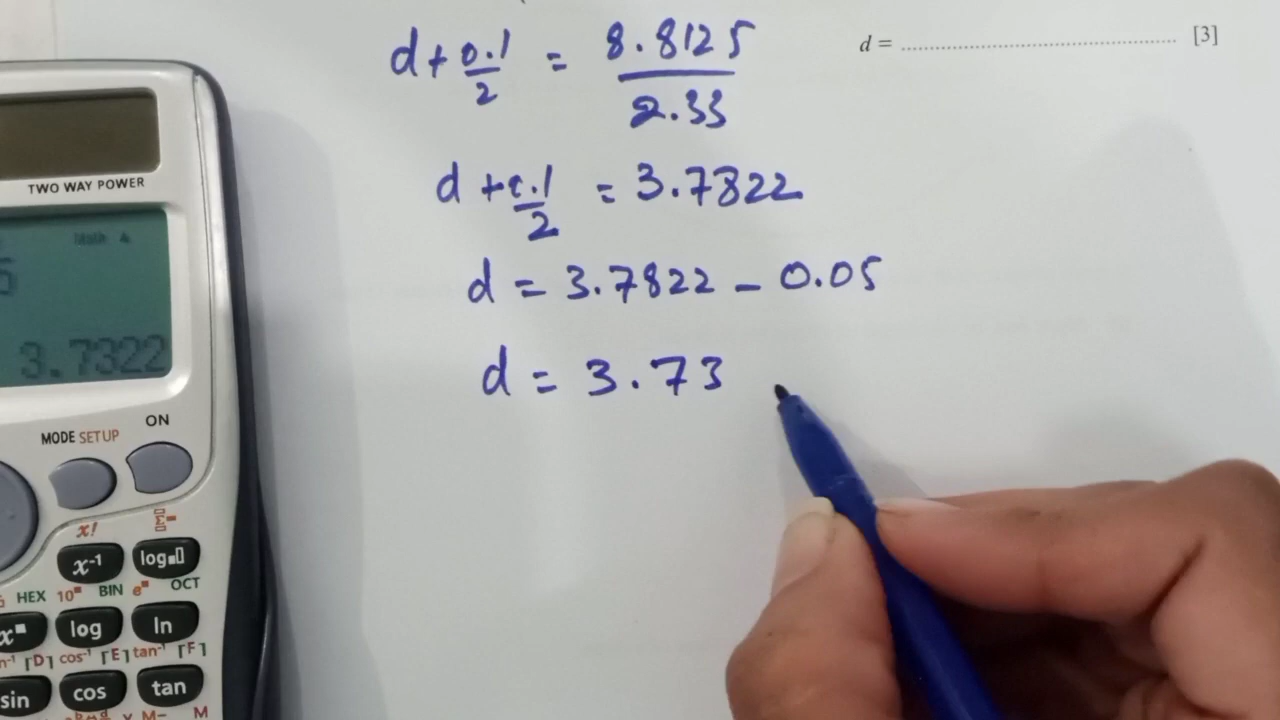 d + 0.1/2 = 8.8125/2.33
d = ........................................................ [3]
d + 0.1/2 = 3.7822
d = 3.7822 - 0.05
d = 3.73
TWO WAY POWER
Math ▲
5
3.7322
MODE SETUP ON
x! Σ
x⁻¹ log
HEX 10 BIN e OCT
x log ln
[D] cos⁻¹ [E] tan⁻¹ [F]
sin cos tan
M- M